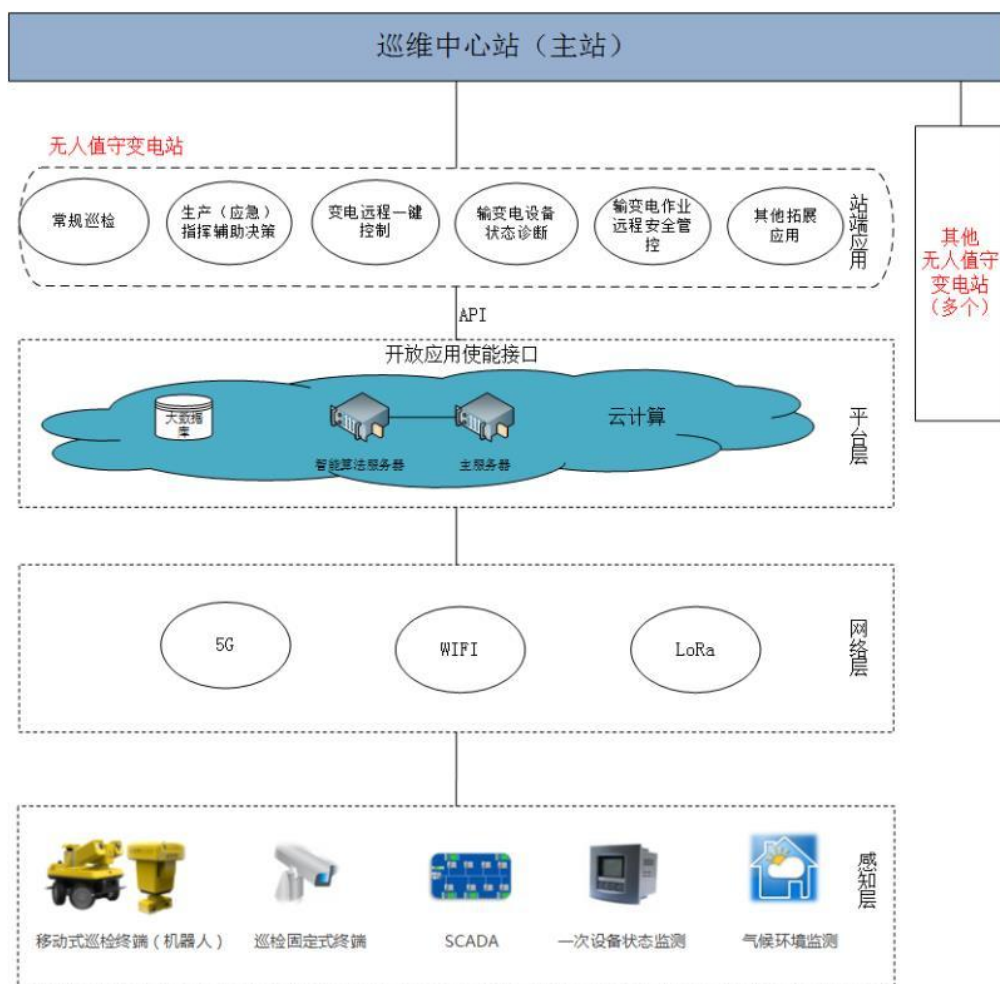 巡维中心站（主站）
无人值守变电站
常规巡检
生产（应急）
指挥辅助决策
变电远程一键
控制
输变电设备
状态诊断
输变电作业
远程安全管
控
其他拓展
应用
站端应用
其他
无人值守
变电站
（多个）
API
开放应用使能接口
大数据
库
智能算法服务器
主服务器
云计算
平台层
5G
WIFI
LoRa
网络层
感知层
移动式巡检终端（机器人）
巡检固定式终端
SCADA
一次设备状态监测
气候环境监测